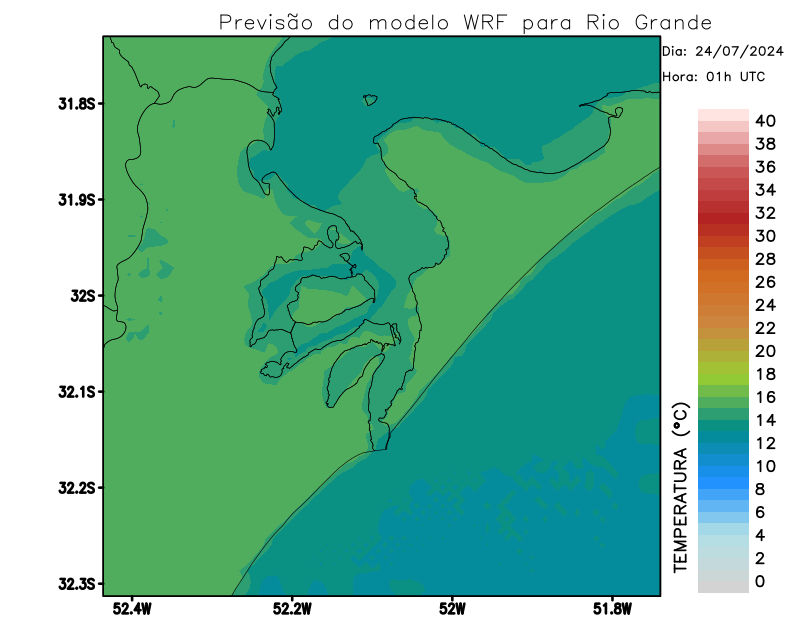 Previsão do modelo WRF para Rio Grande
Dia: 24/07/2024
Hora: 01h UTC
31.8S
31.9S
32S
32.1S
32.2S
32.3S
52.4W
52.2W
52W
51.8W
TEMPERATURA (°C)
40
38
36
34
32
30
28
26
24
22
20
18
16
14
12
10
8
6
4
2
0